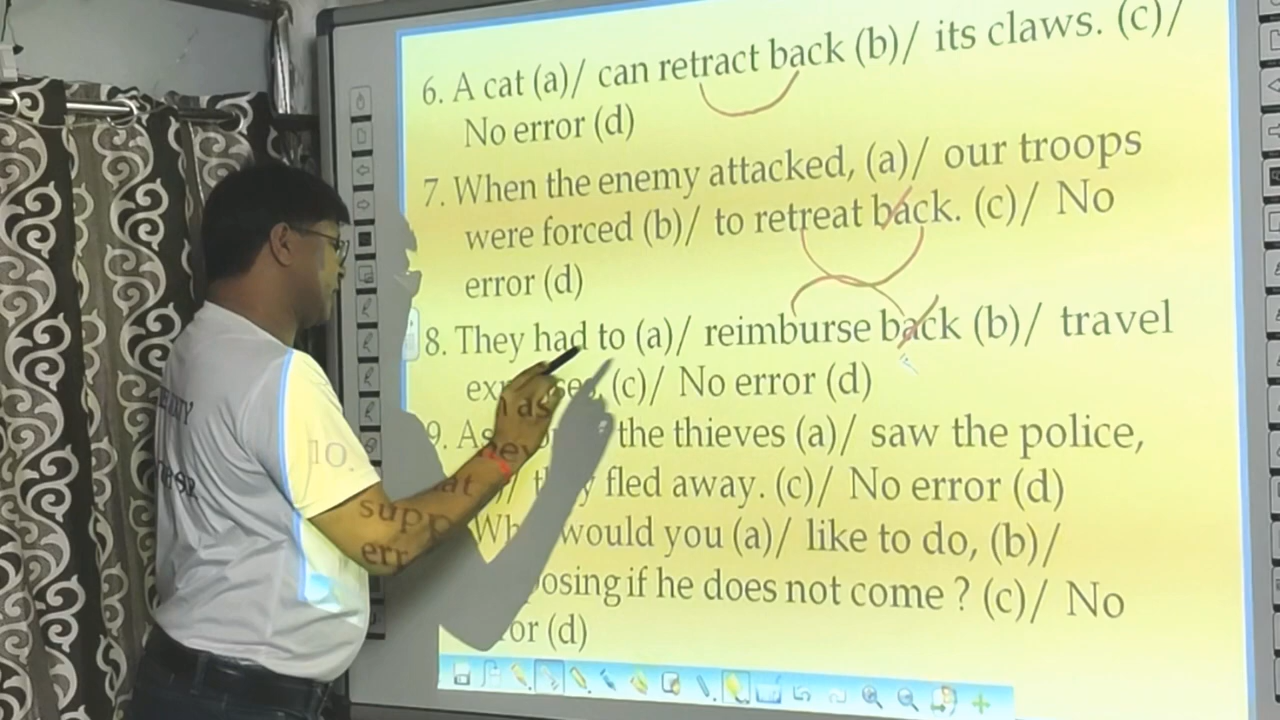 6. A cat (a)/ can retract back (b)/ its claws. (c)/
No error (d)
7. When the enemy attacked, (a)/ our troops
were forced (b)/ to retreat back. (c)/ No
error (d)
8. They had to (a)/ reimburse back (b)/ travel
(c)/ No error (d)
9. the thieves (a)/ saw the police,
fled away. (c)/ No error (d)
10. would you (a)/ like to do, (b)/
if he does not come ? (c)/ No
(d)